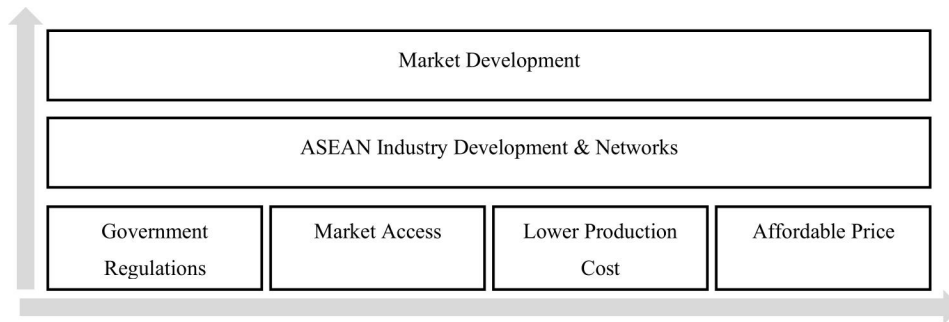 Market Development
ASEAN Industry Development & Networks
Government
Regulations
Market Access
Lower Production
Cost
Affordable Price